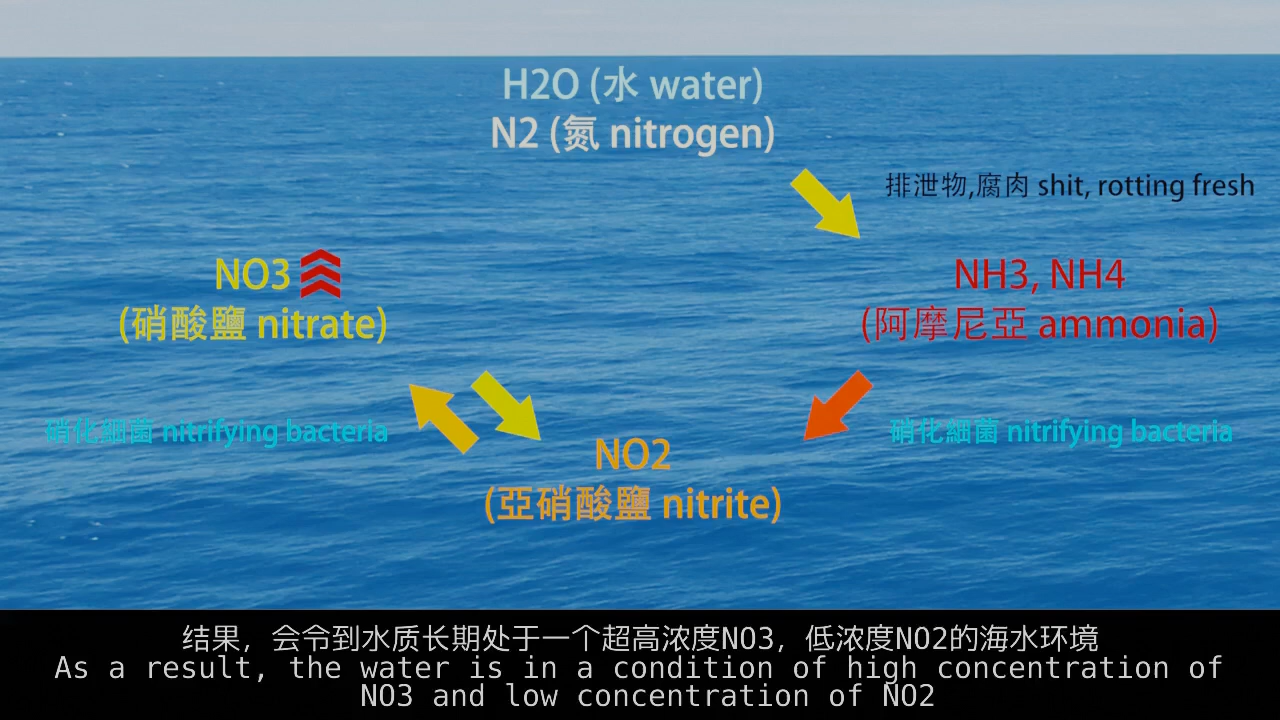 H2O (水 water)
N2 (氮 nitrogen)
排泄物,腐肉 shit, rotting fresh
NO3
(硝酸鹽 nitrate)
NH3, NH4
(阿摩尼亞 ammonia)
硝化細菌 nitrifying bacteria
硝化細菌 nitrifying bacteria
NO2
(亞硝酸鹽 nitrite)
结果，会令到水质长期处于一个超高浓度NO3，低浓度NO2的海水环境
As a result, the water is in a condition of high concentration of
NO3 and low concentration of NO2